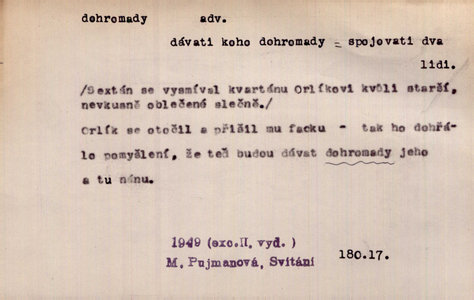 dohromady adv.
dávati koho dohromady = spojovati dva
lidi.
/Sextán se vysmíval kvartánu Orlíkovi kvůli starší,
nevkusně oblečené slečně./
Orlík se otočil a přišil mu facku - tak ho dohřá-
lo pomyšlení, že teď budou dávat dohromady jeho
a tu nánu.
1949 (exc.II. vyd. )
M. Pujmanová, Svítání 180.17.